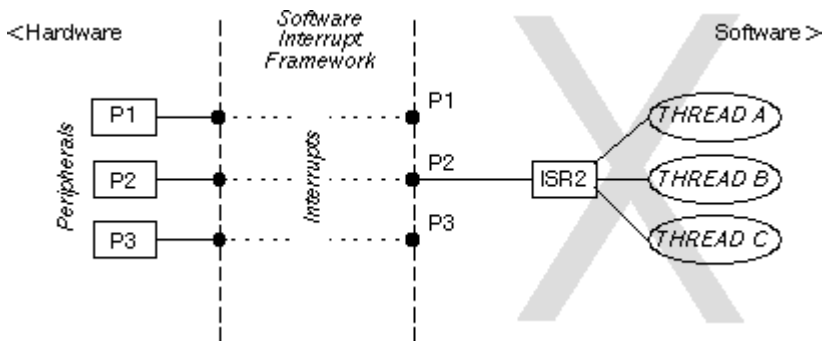 <Hardware
Software
Interrupt
Framework
Software >
Peripherals
P1
P2
P3
Interrupts
P1
P2
P3
ISR2
THREAD A
THREAD B
THREAD C